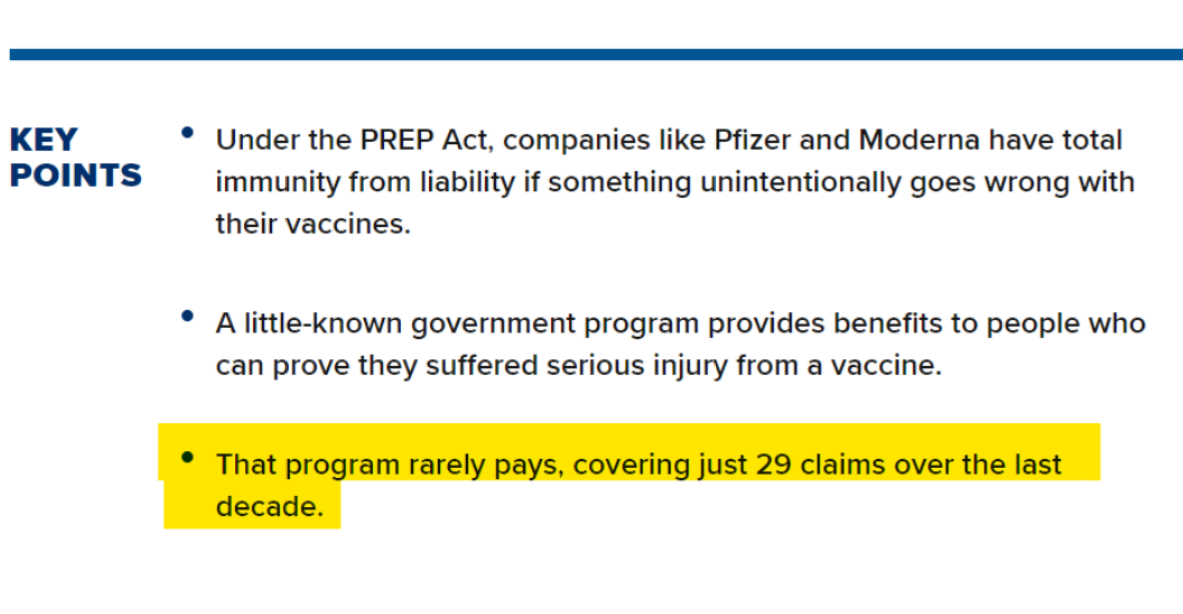 KEY
POINTS
• Under the PREP Act, companies like Pfizer and Moderna have total
immunity from liability if something unintentionally goes wrong with
their vaccines.
• A little-known government program provides benefits to people who
can prove they suffered serious injury from a vaccine.
• That program rarely pays, covering just 29 claims over the last
decade.